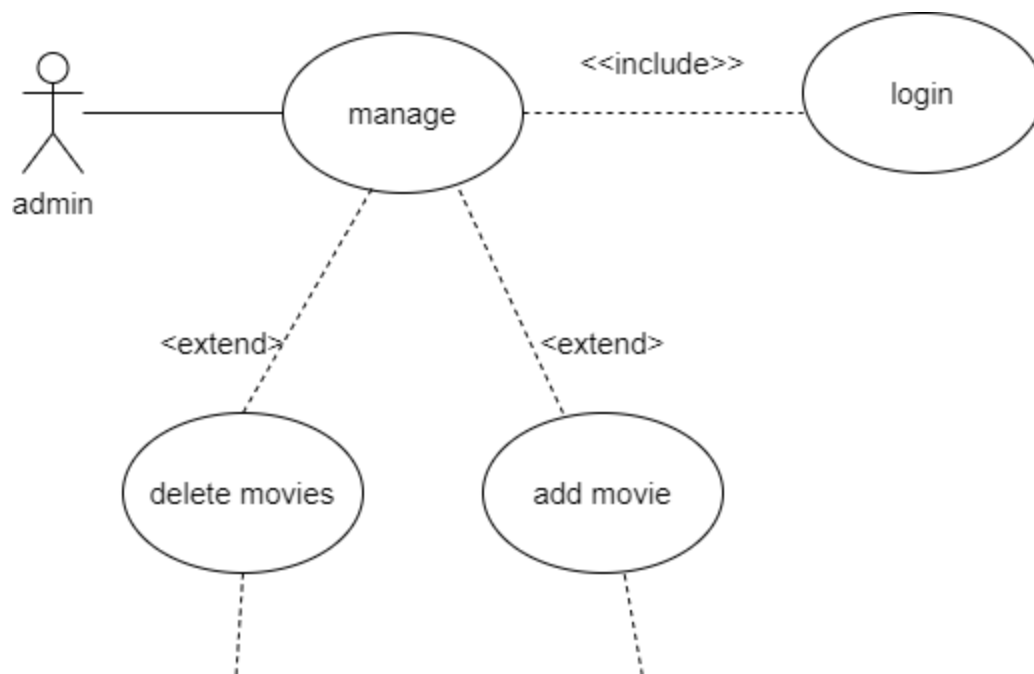 <<include>>
login
manage
admin
<extend>
<extend>
delete movies
add movie